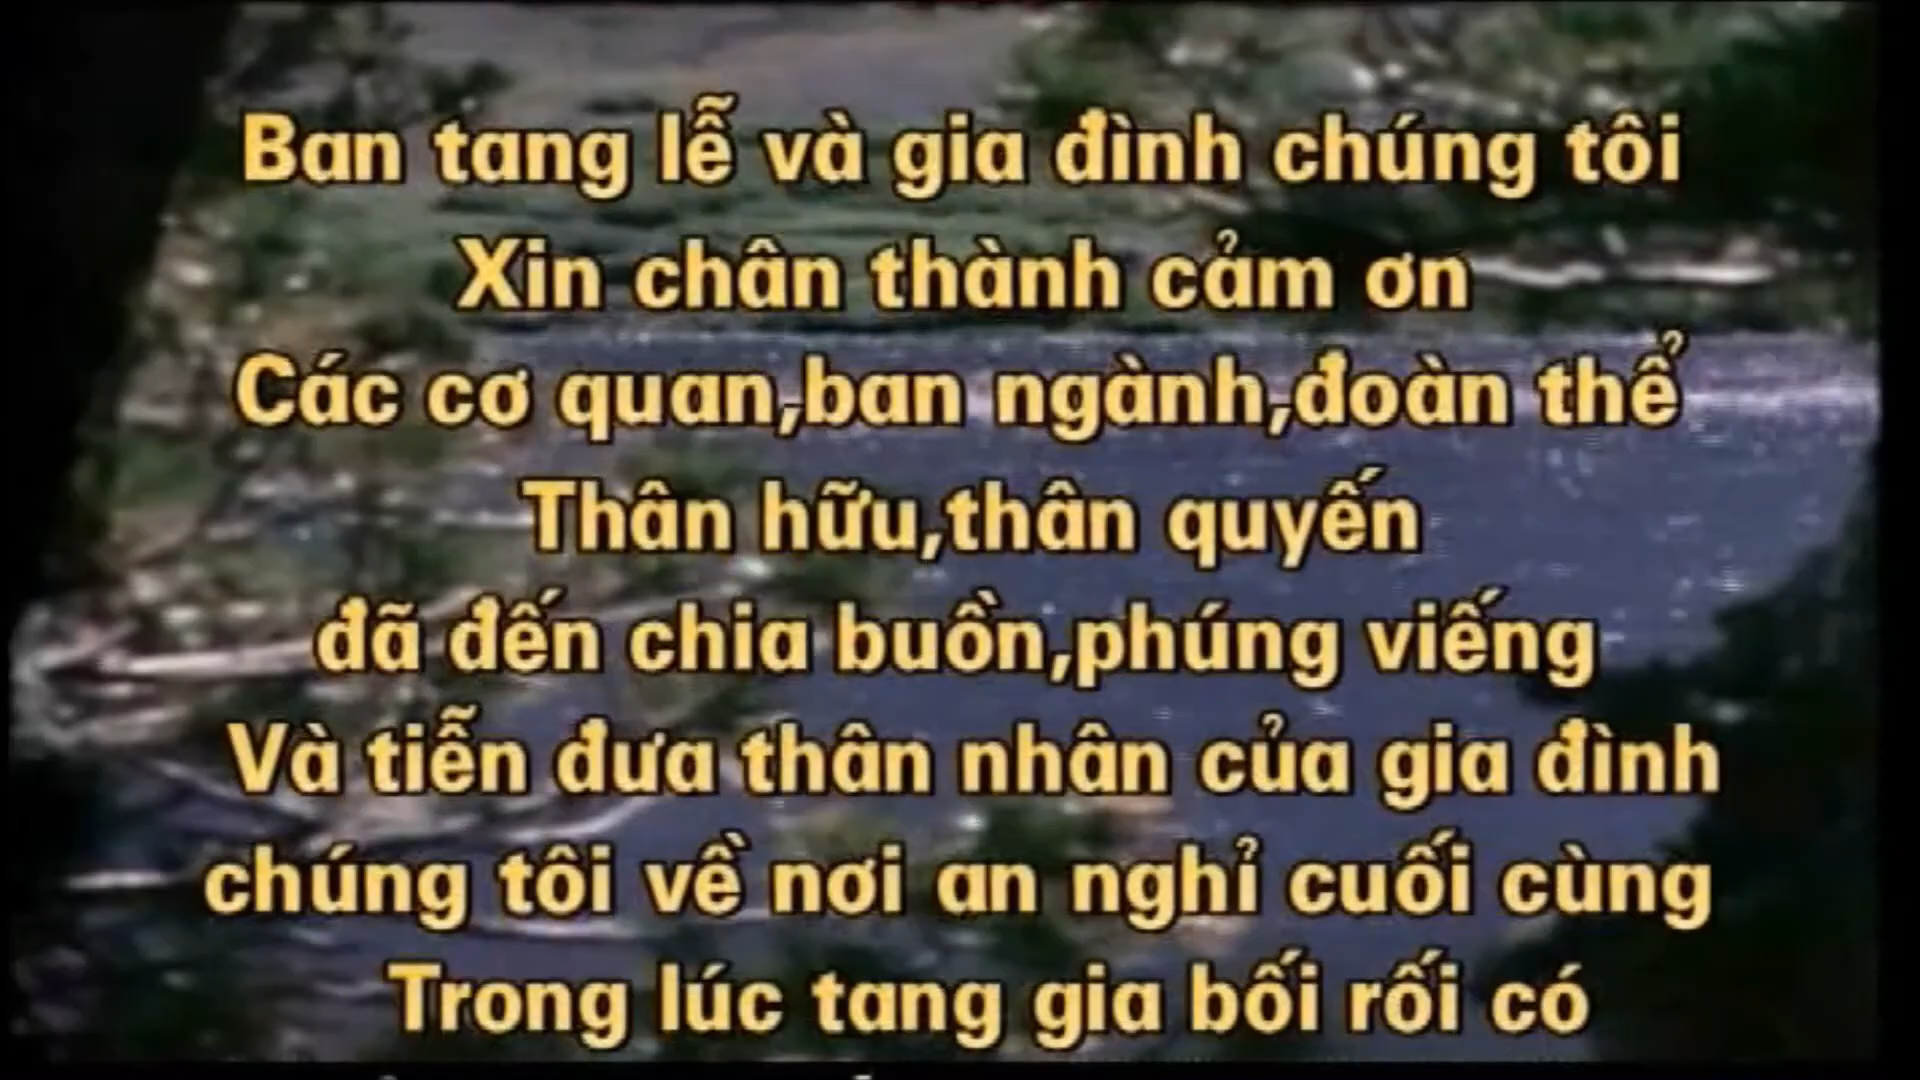 Ban tang lễ và gia đình chúng tôi
Xin chân thành cảm ơn
Các cơ quan,ban ngành,đoàn thể
Thân hữu,thân quyến
đã đến chia buồn,phúng viếng
Và tiễn đưa thân nhân của gia đình
chúng tôi về nơi an nghỉ cuối cùng
Trong lúc tang gia bối rối có